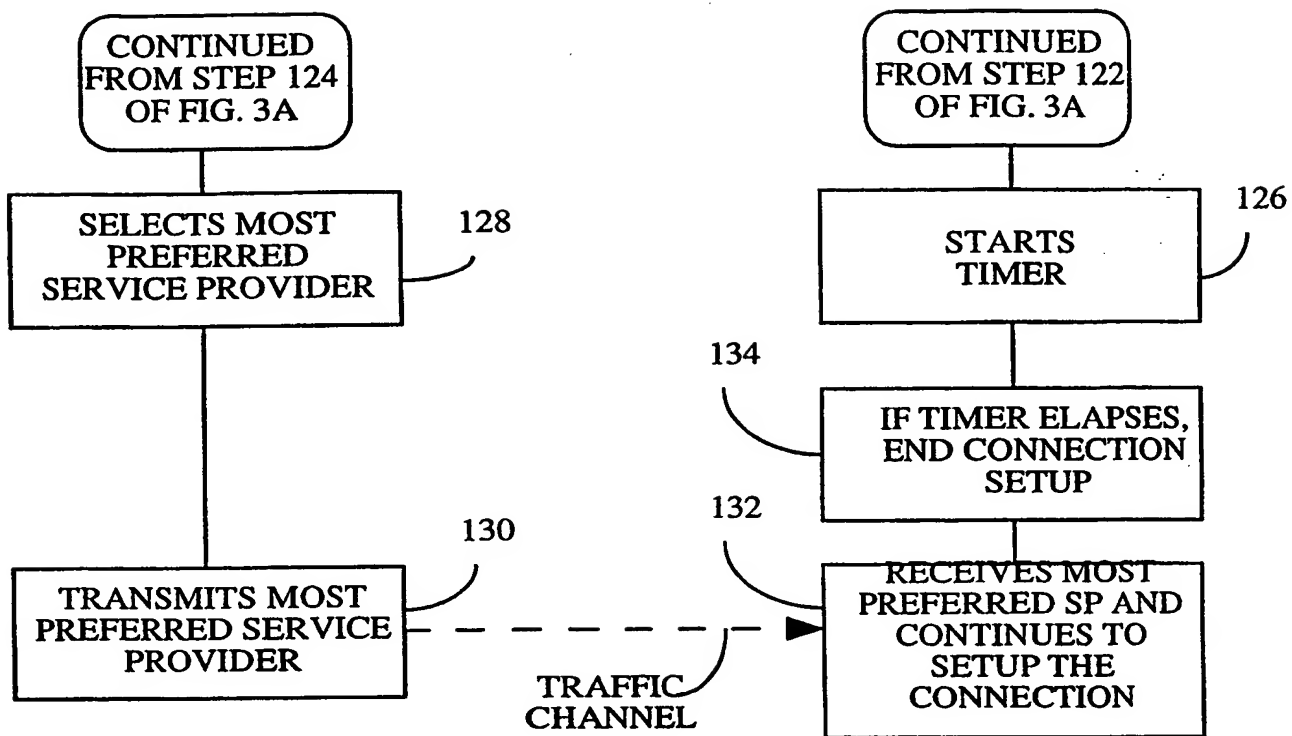 CONTINUED
FROM STEP 124
OF FIG. 3A
SELECTS MOST
PREFERRED
SERVICE PROVIDER
128
TRANSMITS MOST
PREFERRED SERVICE
PROVIDER
130
TRAFFIC
CHANNEL
CONTINUED
FROM STEP 122
OF FIG. 3A
STARTS
TIMER
126
134
IF TIMER ELAPSES,
END CONNECTION
SETUP
132
RECEIVES MOST
PREFERRED SP AND
CONTINUES TO
SETUP THE
CONNECTION